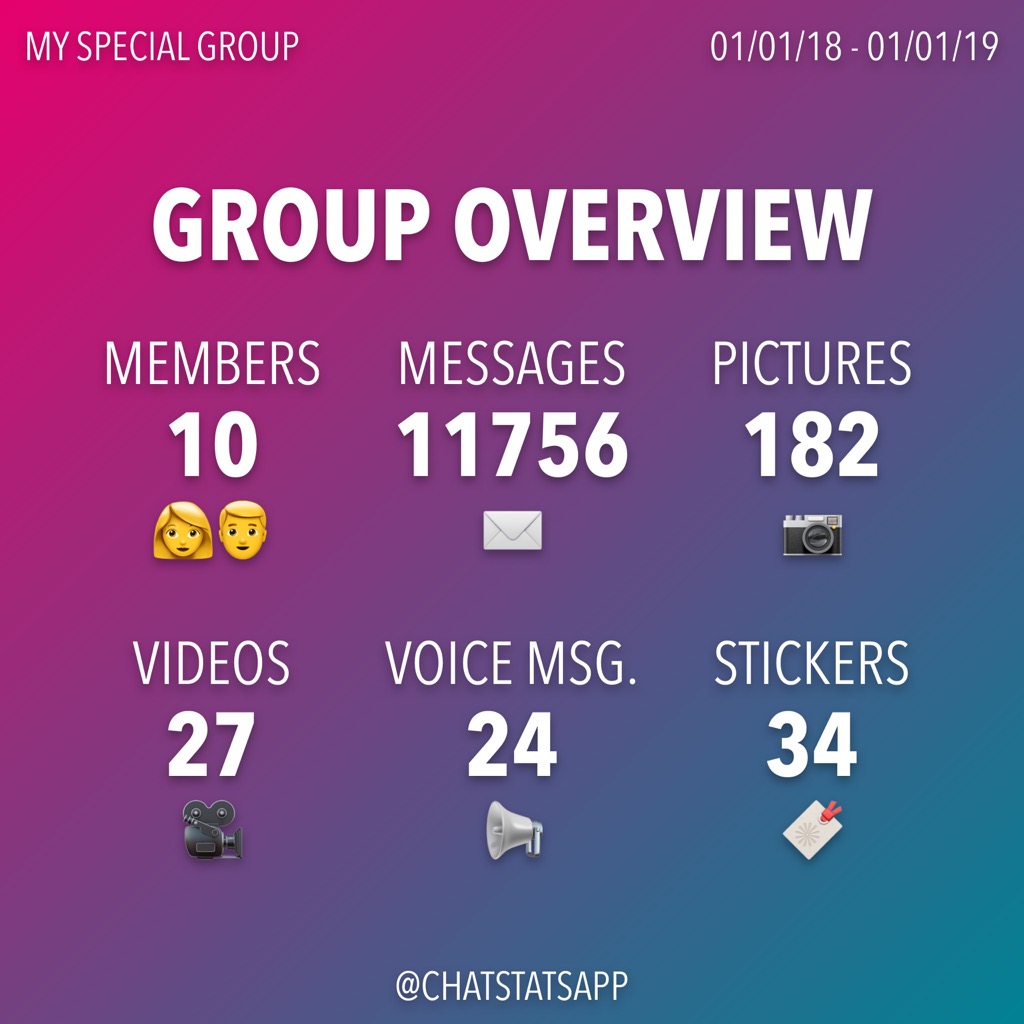 MY SPECIAL GROUP
01/01/18 - 01/01/19
GROUP OVERVIEW
MEMBERS
10
MESSAGES
11756
PICTURES
182
VIDEOS
27
VOICE MSG.
24
STICKERS
34
@CHATSTATSAPP